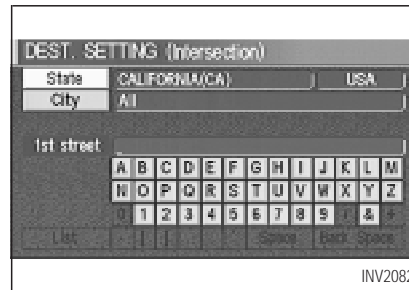 DEST. SETTING (Intersection)
State CALIFORNIA(CA) USA
City All
1st street
A B C D E F G H I J K L M
N O P Q R S T U V W X Y Z
0 1 2 3 4 5 6 7 8 9 / &
List - [ ] Space Back Space
INV2082